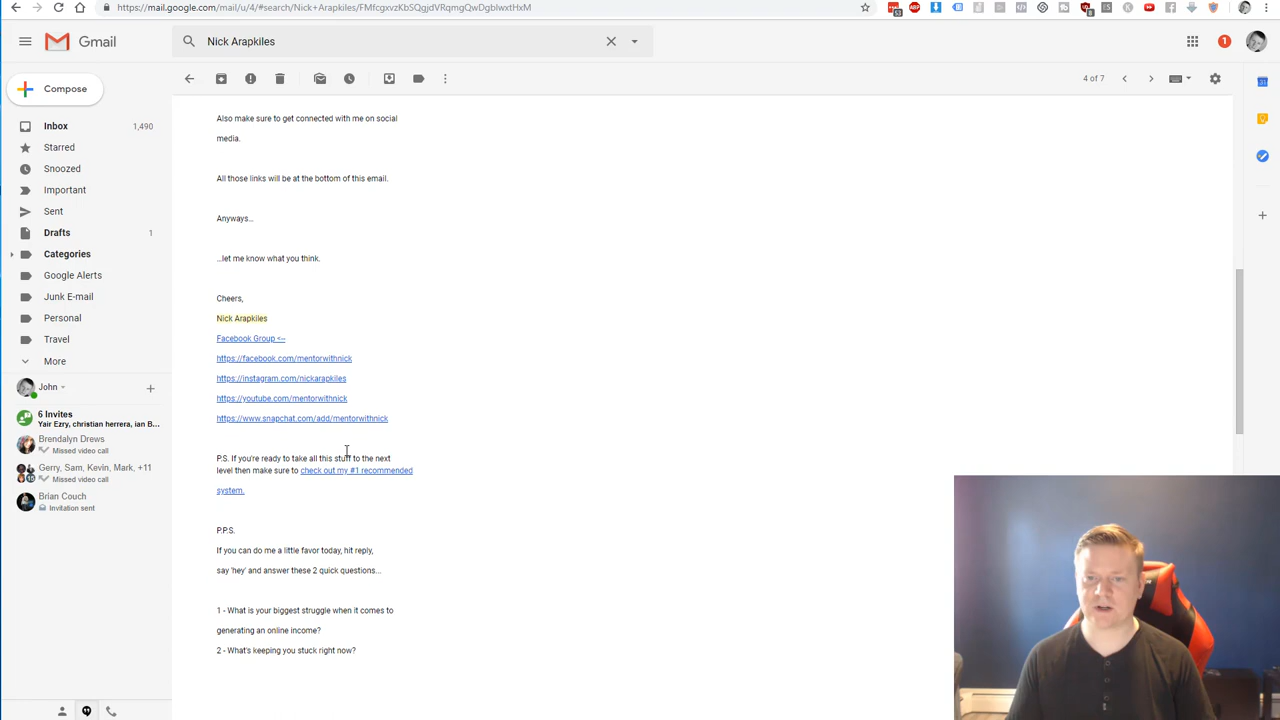 https://mail.google.com/mail/u/4/#search/Nick+Arapkiles/FMfcgxvzKbSQgjdVRqmgQwDgblwxtHxM
Gmail
Nick Arapkiles
1
Compose
4 of 7
Inbox 1,490
Starred
Snoozed
Important
Sent
Drafts 1
Categories
Google Alerts
Junk E-mail
Personal
Travel
More
John
6 Invites
Yair Ezry, christian herrera, ian B...
Brendalyn Drews
Missed video call
Gerry, Sam, Kevin, Mark, +11
Missed video call
Brian Couch
Invitation sent
Also make sure to get connected with me on social
media.
All those links will be at the bottom of this email.
Anyways...
...let me know what you think.
Cheers,
Nick Arapkiles
Facebook Group <--
https://facebook.com/mentorwithnick
https://instagram.com/nickarapkiles
https://youtube.com/mentorwithnick
https://www.snapchat.com/add/mentorwithnick
P.S. If you're ready to take all this stuff to the next
level then make sure to check out my #1 recommended
system.
P.P.S.
If you can do me a little favor today, hit reply,
say 'hey' and answer these 2 quick questions...
1 - What is your biggest struggle when it comes to
generating an online income?
2 - What's keeping you stuck right now?